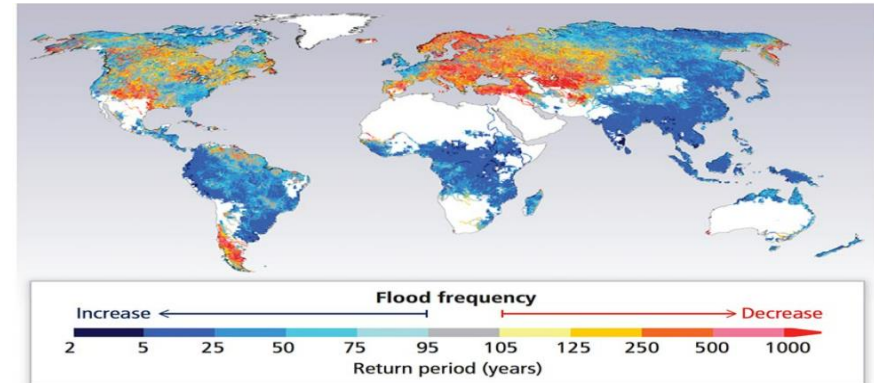 Flood frequency
Increase Decrease
2 5 25 50 75 95 105 125 250 500 1000
Return period (years)